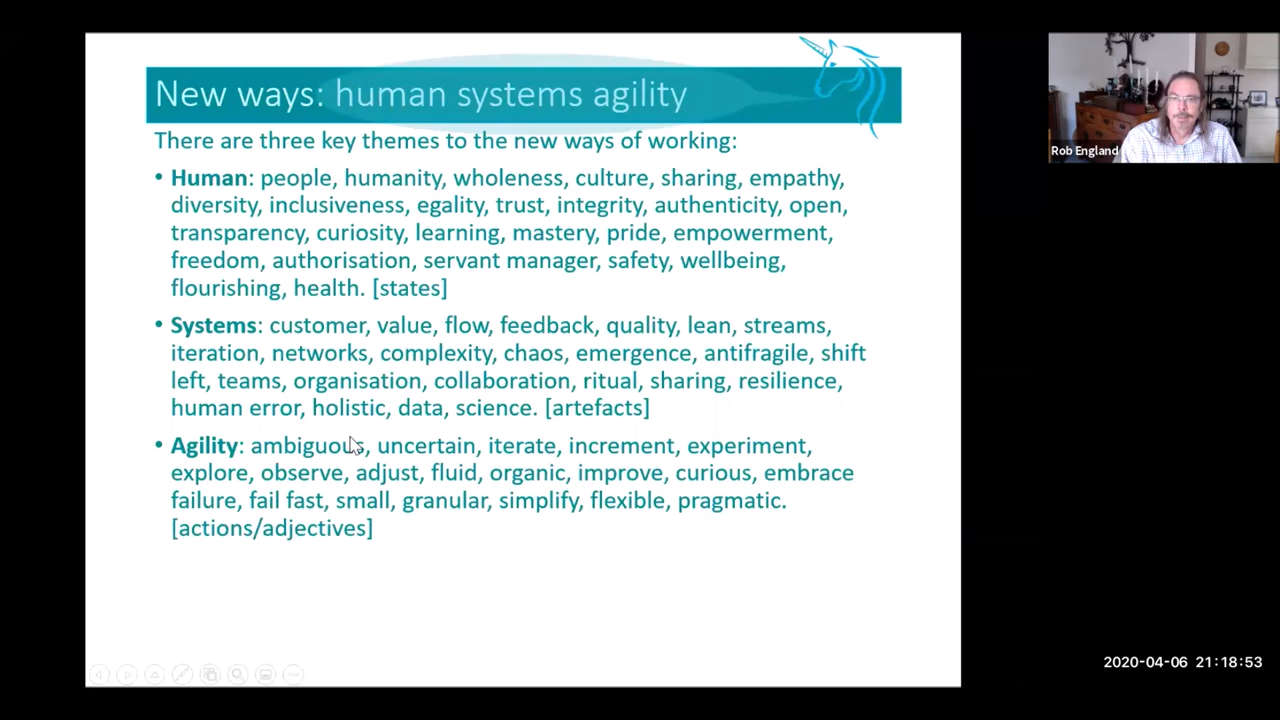 New ways: human systems agility
There are three key themes to the new ways of working:
• Human: people, humanity, wholeness, culture, sharing, empathy,
diversity, inclusiveness, egality, trust, integrity, authenticity, open,
transparency, curiosity, learning, mastery, pride, empowerment,
freedom, authorisation, servant manager, safety, wellbeing,
flourishing, health. [states]
• Systems: customer, value, flow, feedback, quality, lean, streams,
iteration, networks, complexity, chaos, emergence, antifragile, shift
left, teams, organisation, collaboration, ritual, sharing, resilience,
human error, holistic, data, science. [artefacts]
• Agility: ambiguous, uncertain, iterate, increment, experiment,
explore, observe, adjust, fluid, organic, improve, curious, embrace
failure, fail fast, small, granular, simplify, flexible, pragmatic.
[actions/adjectives]
Rob England
2020-04-06 21:18:53